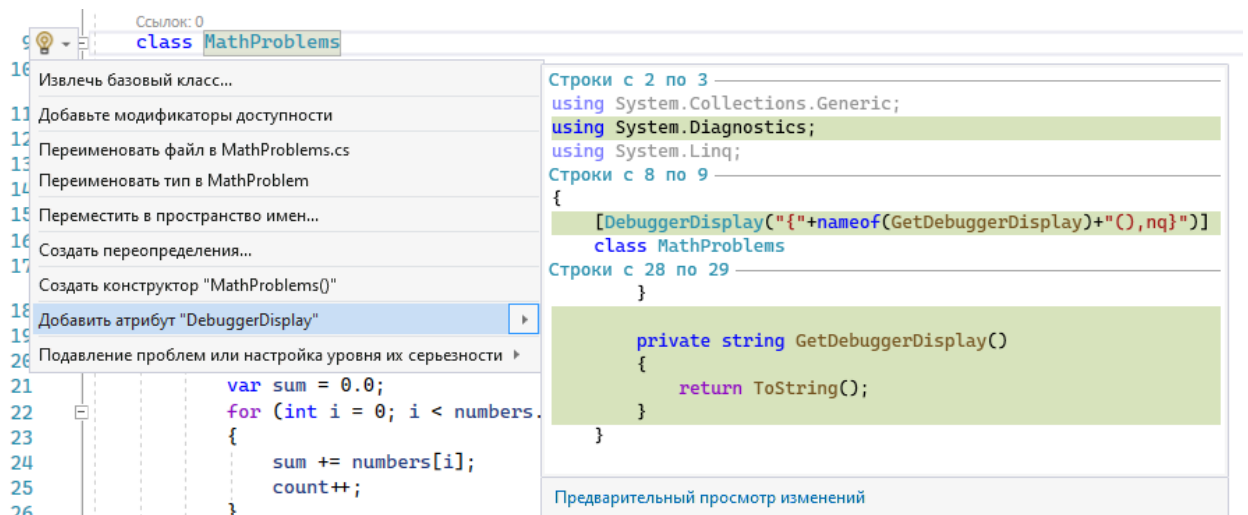 Ссылок: 0
9 class MathProblems
10
Извлечь базовый класс...
11 Добавьте модификаторы доступности
12
Переименовать файл в MathProblems.cs
13
Переименовать тип в MathProblem
14
15 Переместить в пространство имен...
16
Создать переопределения...
17
Создать конструктор "MathProblems()"
18
Добавить атрибут "DebuggerDisplay"
19
Подавление проблем или настройка уровня их серьезности
20
21 var sum = 0.0;
22 for (int i = 0; i < numbers.
23 {
24 sum += numbers[i];
25 count++;
26 }
Строки с 2 по 3
using System.Collections.Generic;
using System.Diagnostics;
using System.Linq;
Строки с 8 по 9
{
[DebuggerDisplay("{"+nameof(GetDebuggerDisplay)+"(),nq}")]
class MathProblems
Строки с 28 по 29
}
private string GetDebuggerDisplay()
{
return ToString();
}
}
Предварительный просмотр изменений